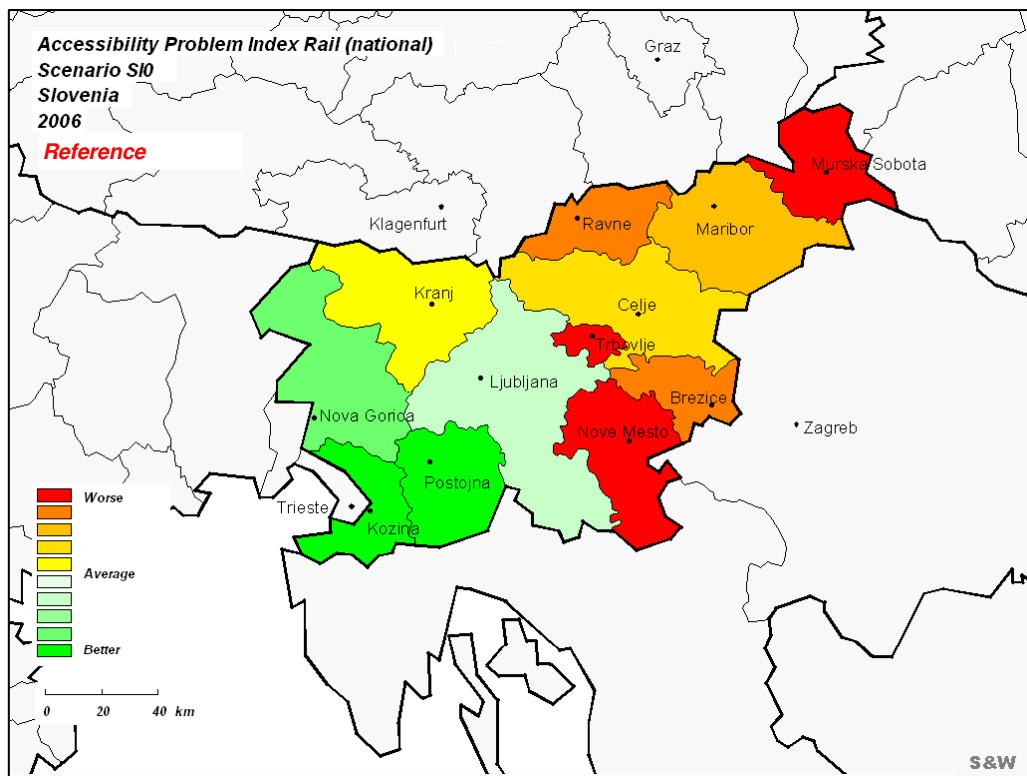 Accessibility Problem Index Rail (national)
Scenario SI0
Slovenia
2006
Reference
Graz
Murska Sobota
Klagenfurt
Ravne
Maribor
Kranj
Celje
Trbovlje
Ljubljana
Brezice
Nova Gorica
Nove Mesto
Zagreb
Postojna
Trieste
Kozina
Worse
Average
Better
0 20 40 km
S&W